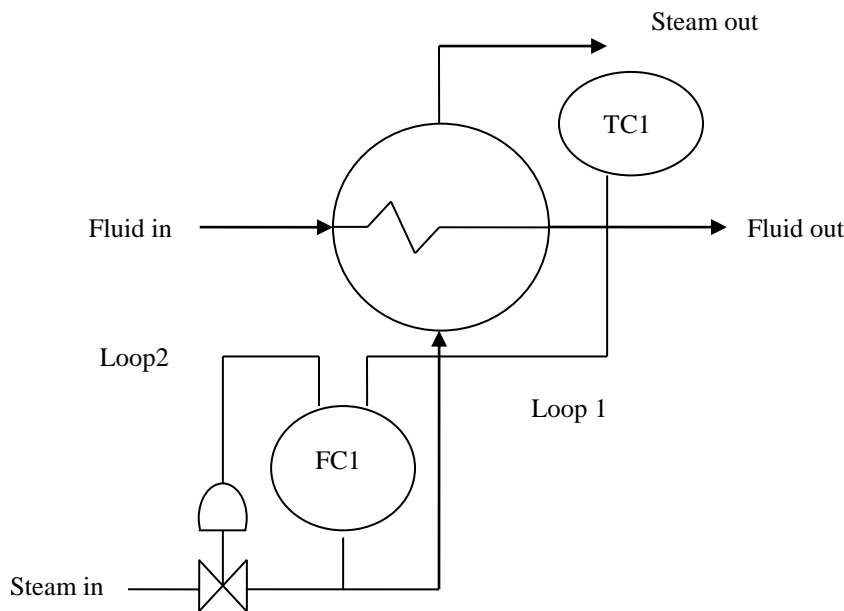 Steam out
TC1
Fluid in
Fluid out
Loop2
Loop 1
FC1
Steam in